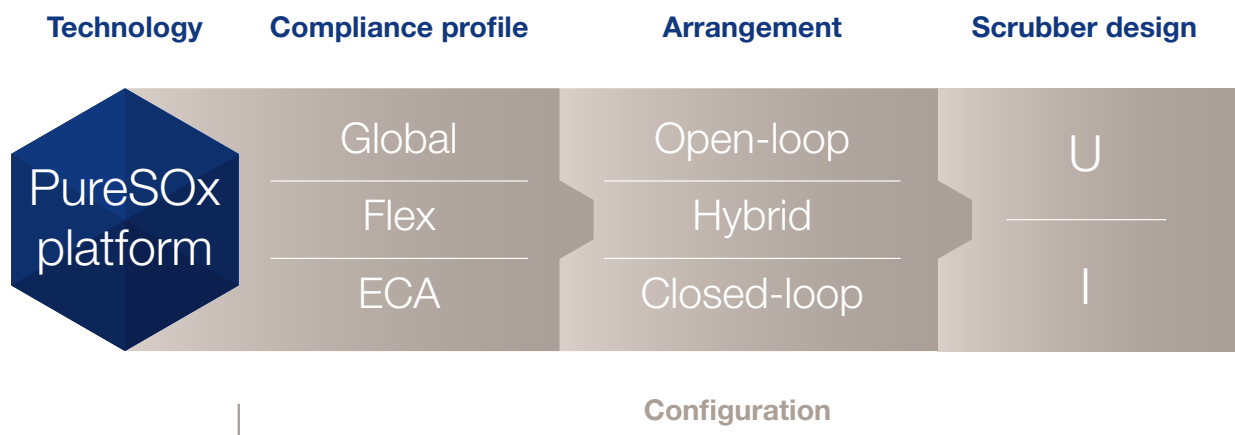 Technology Compliance profile Arrangement Scrubber design
PureSOx
platform
Global
Flex
ECA
Open-loop
Hybrid
Closed-loop
U
I
Configuration